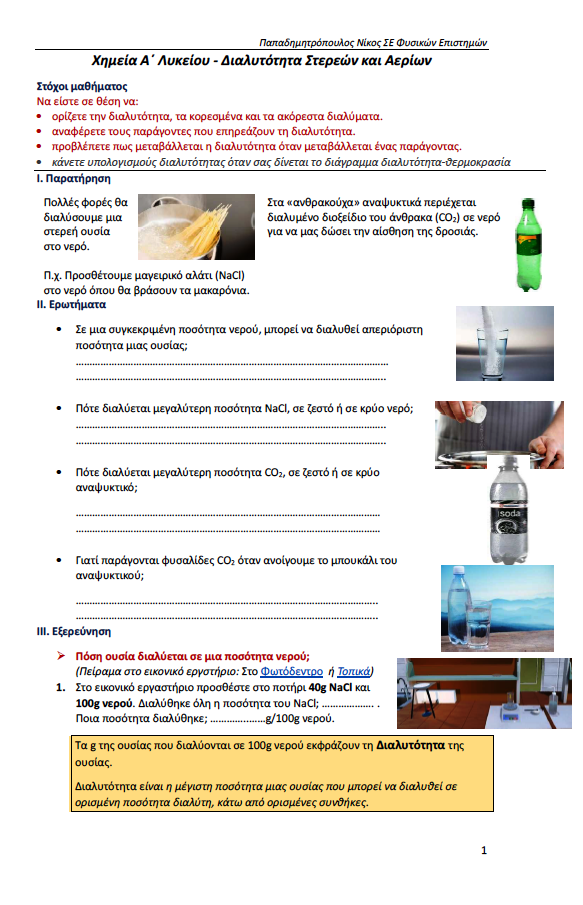 Παπαδημητρόπουλος Νίκος ΣΕ Φυσικών Επιστημών
Χημεία Α΄ Λυκείου - Διαλυτότητα Στερεών και Αερίων
Στόχοι μαθήματος
Να είστε σε θέση να:
• ορίζετε την διαλυτότητα, τα κορεσμένα και τα ακόρεστα διαλύματα.
• αναφέρετε τους παράγοντες που επηρεάζουν τη διαλυτότητα.
• προβλέπετε πως μεταβάλλεται η διαλυτότητα όταν μεταβάλλεται ένας παράγοντας.
• κάνετε υπολογισμούς διαλυτότητας όταν σας δίνεται το διάγραμμα διαλυτότητα-θερμοκρασία
Ι. Παρατήρηση
Πολλές φορές θα
διαλύσουμε μια
στερεή ουσία
στο νερό.
Π.χ. Προσθέτουμε μαγειρικό αλάτι (NaCl)
στο νερό όπου θα βράσουν τα μακαρόνια.
Στα «ανθρακούχα» αναψυκτικά περιέχεται
διαλυμένο διοξείδιο του άνθρακα (CO₂) σε νερό
για να μας δώσει την αίσθηση της δροσιάς.
ΙΙ. Ερωτήματα
• Σε μια συγκεκριμένη ποσότητα νερού, μπορεί να διαλυθεί απεριόριστη
ποσότητα μιας ουσίας;
……………………………………………………………………………………………………
…………………………………………………………………………………………………..
• Πότε διαλύεται μεγαλύτερη ποσότητα NaCl, σε ζεστό ή σε κρύο νερό;
…………………………………………………………………………………………………..
…………………………………………………………………………………………………..
• Πότε διαλύεται μεγαλύτερη ποσότητα CO₂, σε ζεστό ή σε κρύο
αναψυκτικό;
…………………………………………………………………………………………………
…………………………………………………………………………………………………
soda
• Γιατί παράγονται φυσαλίδες CO₂ όταν ανοίγουμε το μπουκάλι του
αναψυκτικού;
………………………………………………………………………………………………..
………………………………………………………………………………………………..
ΙΙΙ. Εξερεύνηση
➢ Πόση ουσία διαλύεται σε μια ποσότητα νερού;
(Πείραμα στο εικονικό εργστήριο: Στο Φωτόδεντρο ή Τοπικά)
1. Στο εικονικό εργαστήριο προσθέστε στο ποτήρι 40g NaCl και
100g νερού. Διαλύθηκε όλη η ποσότητα του NaCl; ………………. .
Ποια ποσότητα διαλύθηκε; ………………g/100g νερού.
Τα g της ουσίας που διαλύονται σε 100g νερού εκφράζουν τη Διαλυτότητα της
ουσίας.
Διαλυτότητα είναι η μέγιστη ποσότητα μιας ουσίας που μπορεί να διαλυθεί σε
ορισμένη ποσότητα διαλύτη, κάτω από ορισμένες συνθήκες.
1